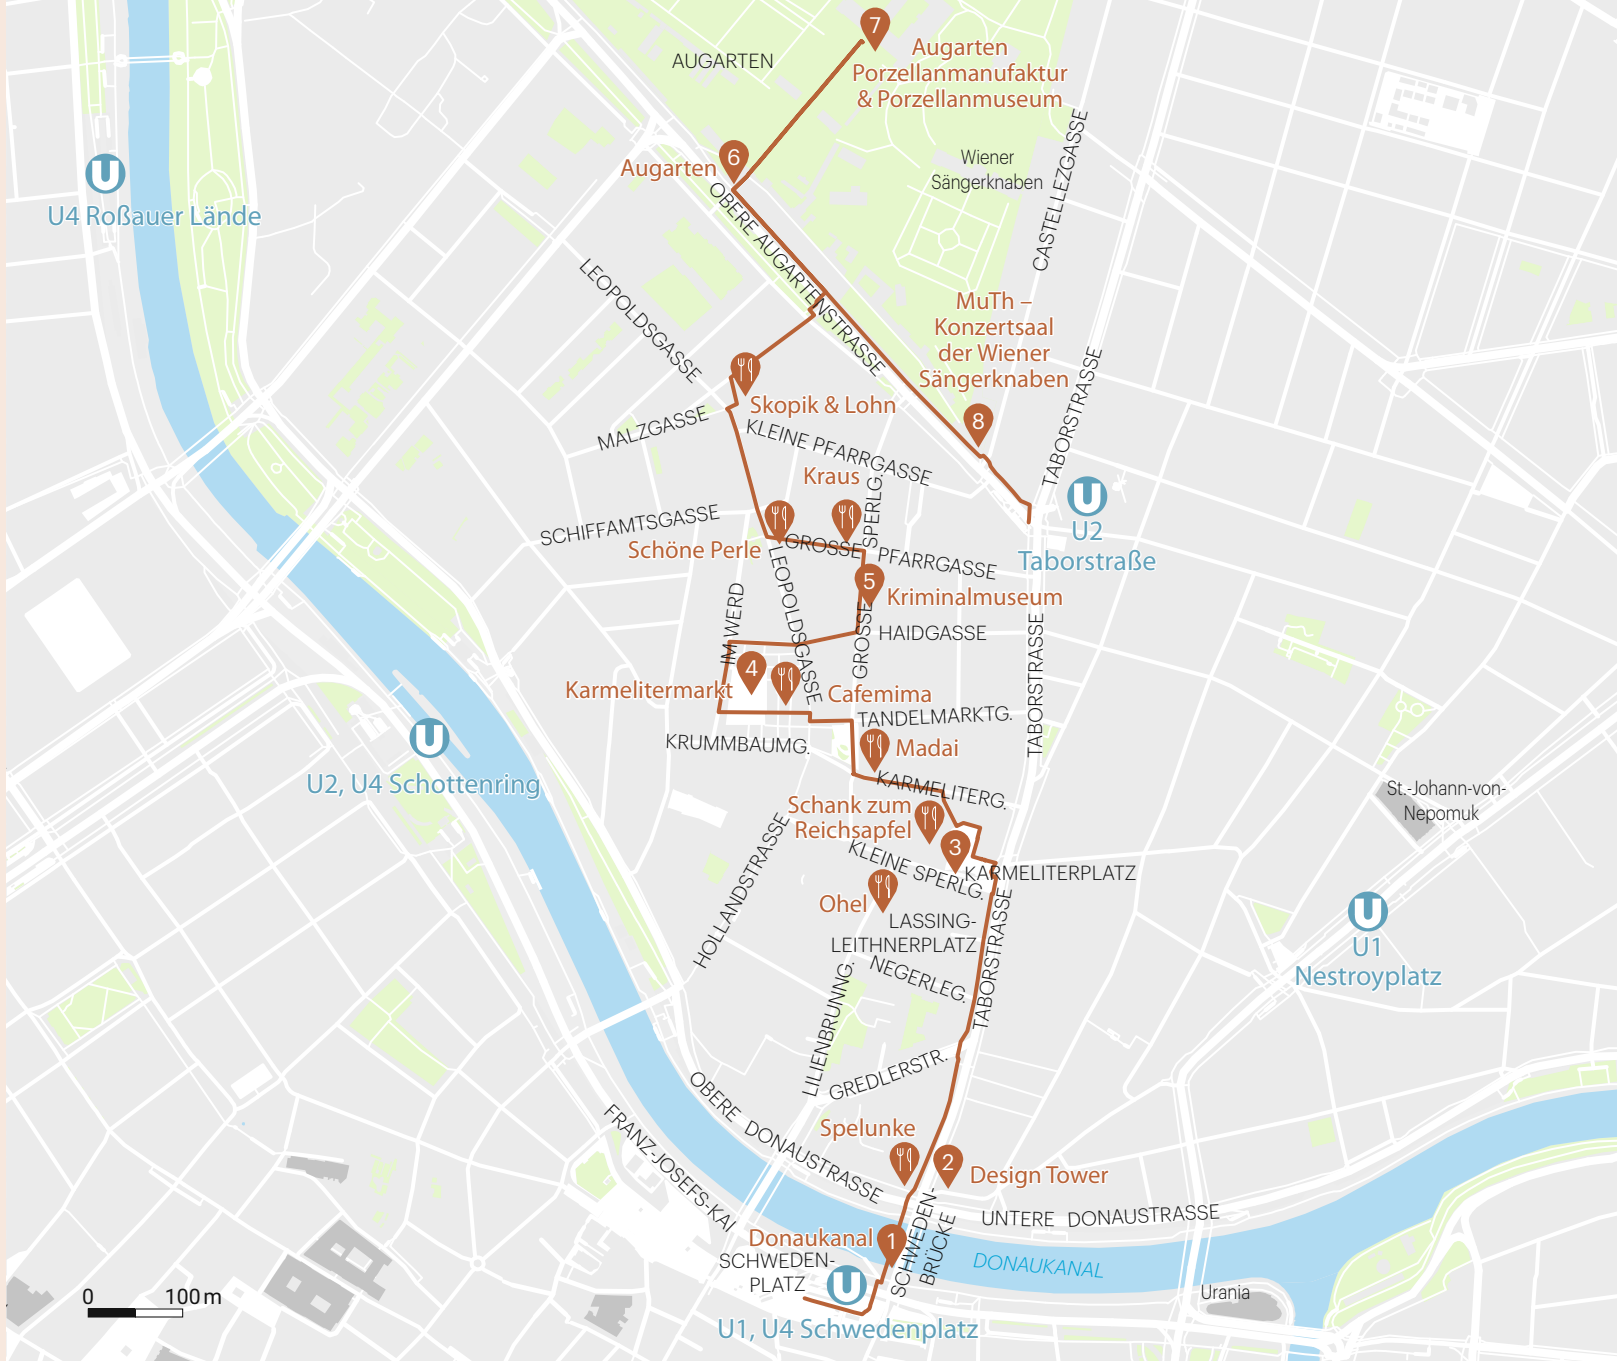 7
Augarten
Porzellanmanufaktur
& Porzellanmuseum
AUGARTEN
CASTELLEZGASSE
6
Augarten
Wiener
Sängerknaben
U
U4 Roßauer Lände
OBERE AUGARTENSTRASSE
LEOPOLDSGASSE
MuTh –
Konzertsaal
der Wiener
Sängerknaben
8
TABORSTRASSE
Skopik & Lohn
MALZGASSE
KLEINE PFARRGASSE
Kraus
SPERLG.
U
U2
Taborstraße
SCHIFFAMTSGASSE
Schöne Perle
GROSSE
PFARRGASSE
LEOPOLDSGASSE
5
Kriminalmuseum
IM WERD
GROSSE
HAIDGASSE
TABORSTRASSE
4
Karmelitermarkt
Cafemima
TANDELMARKTG.
KRUMMBAUMG.
Madai
U
U2, U4 Schottenring
KARMELITERG.
St.-Johann-von-
Nepomuk
Schank zum
Reichsapfel
3
KLEINE SPERLG.
KARMELITERPLATZ
HOLLANDSTRASSE
Ohel
LASSING-
LEITHNERPLATZ
TABORSTRASSE
U
U1
Nestroyplatz
NEGERLEG.
LILIENBRUNNG.
GREDLERSTR.
OBERE DONAUSTRASSE
FRANZ-JOSEFS-KAI
Spelunke
2
Design Tower
UNTERE DONAUSTRASSE
SCHWEDEN-
BRÜCKE
Donaukanal
1
SCHWEDEN-
PLATZ
DONAUKANAL
U
Urania
0 100 m
U1, U4 Schwedenplatz